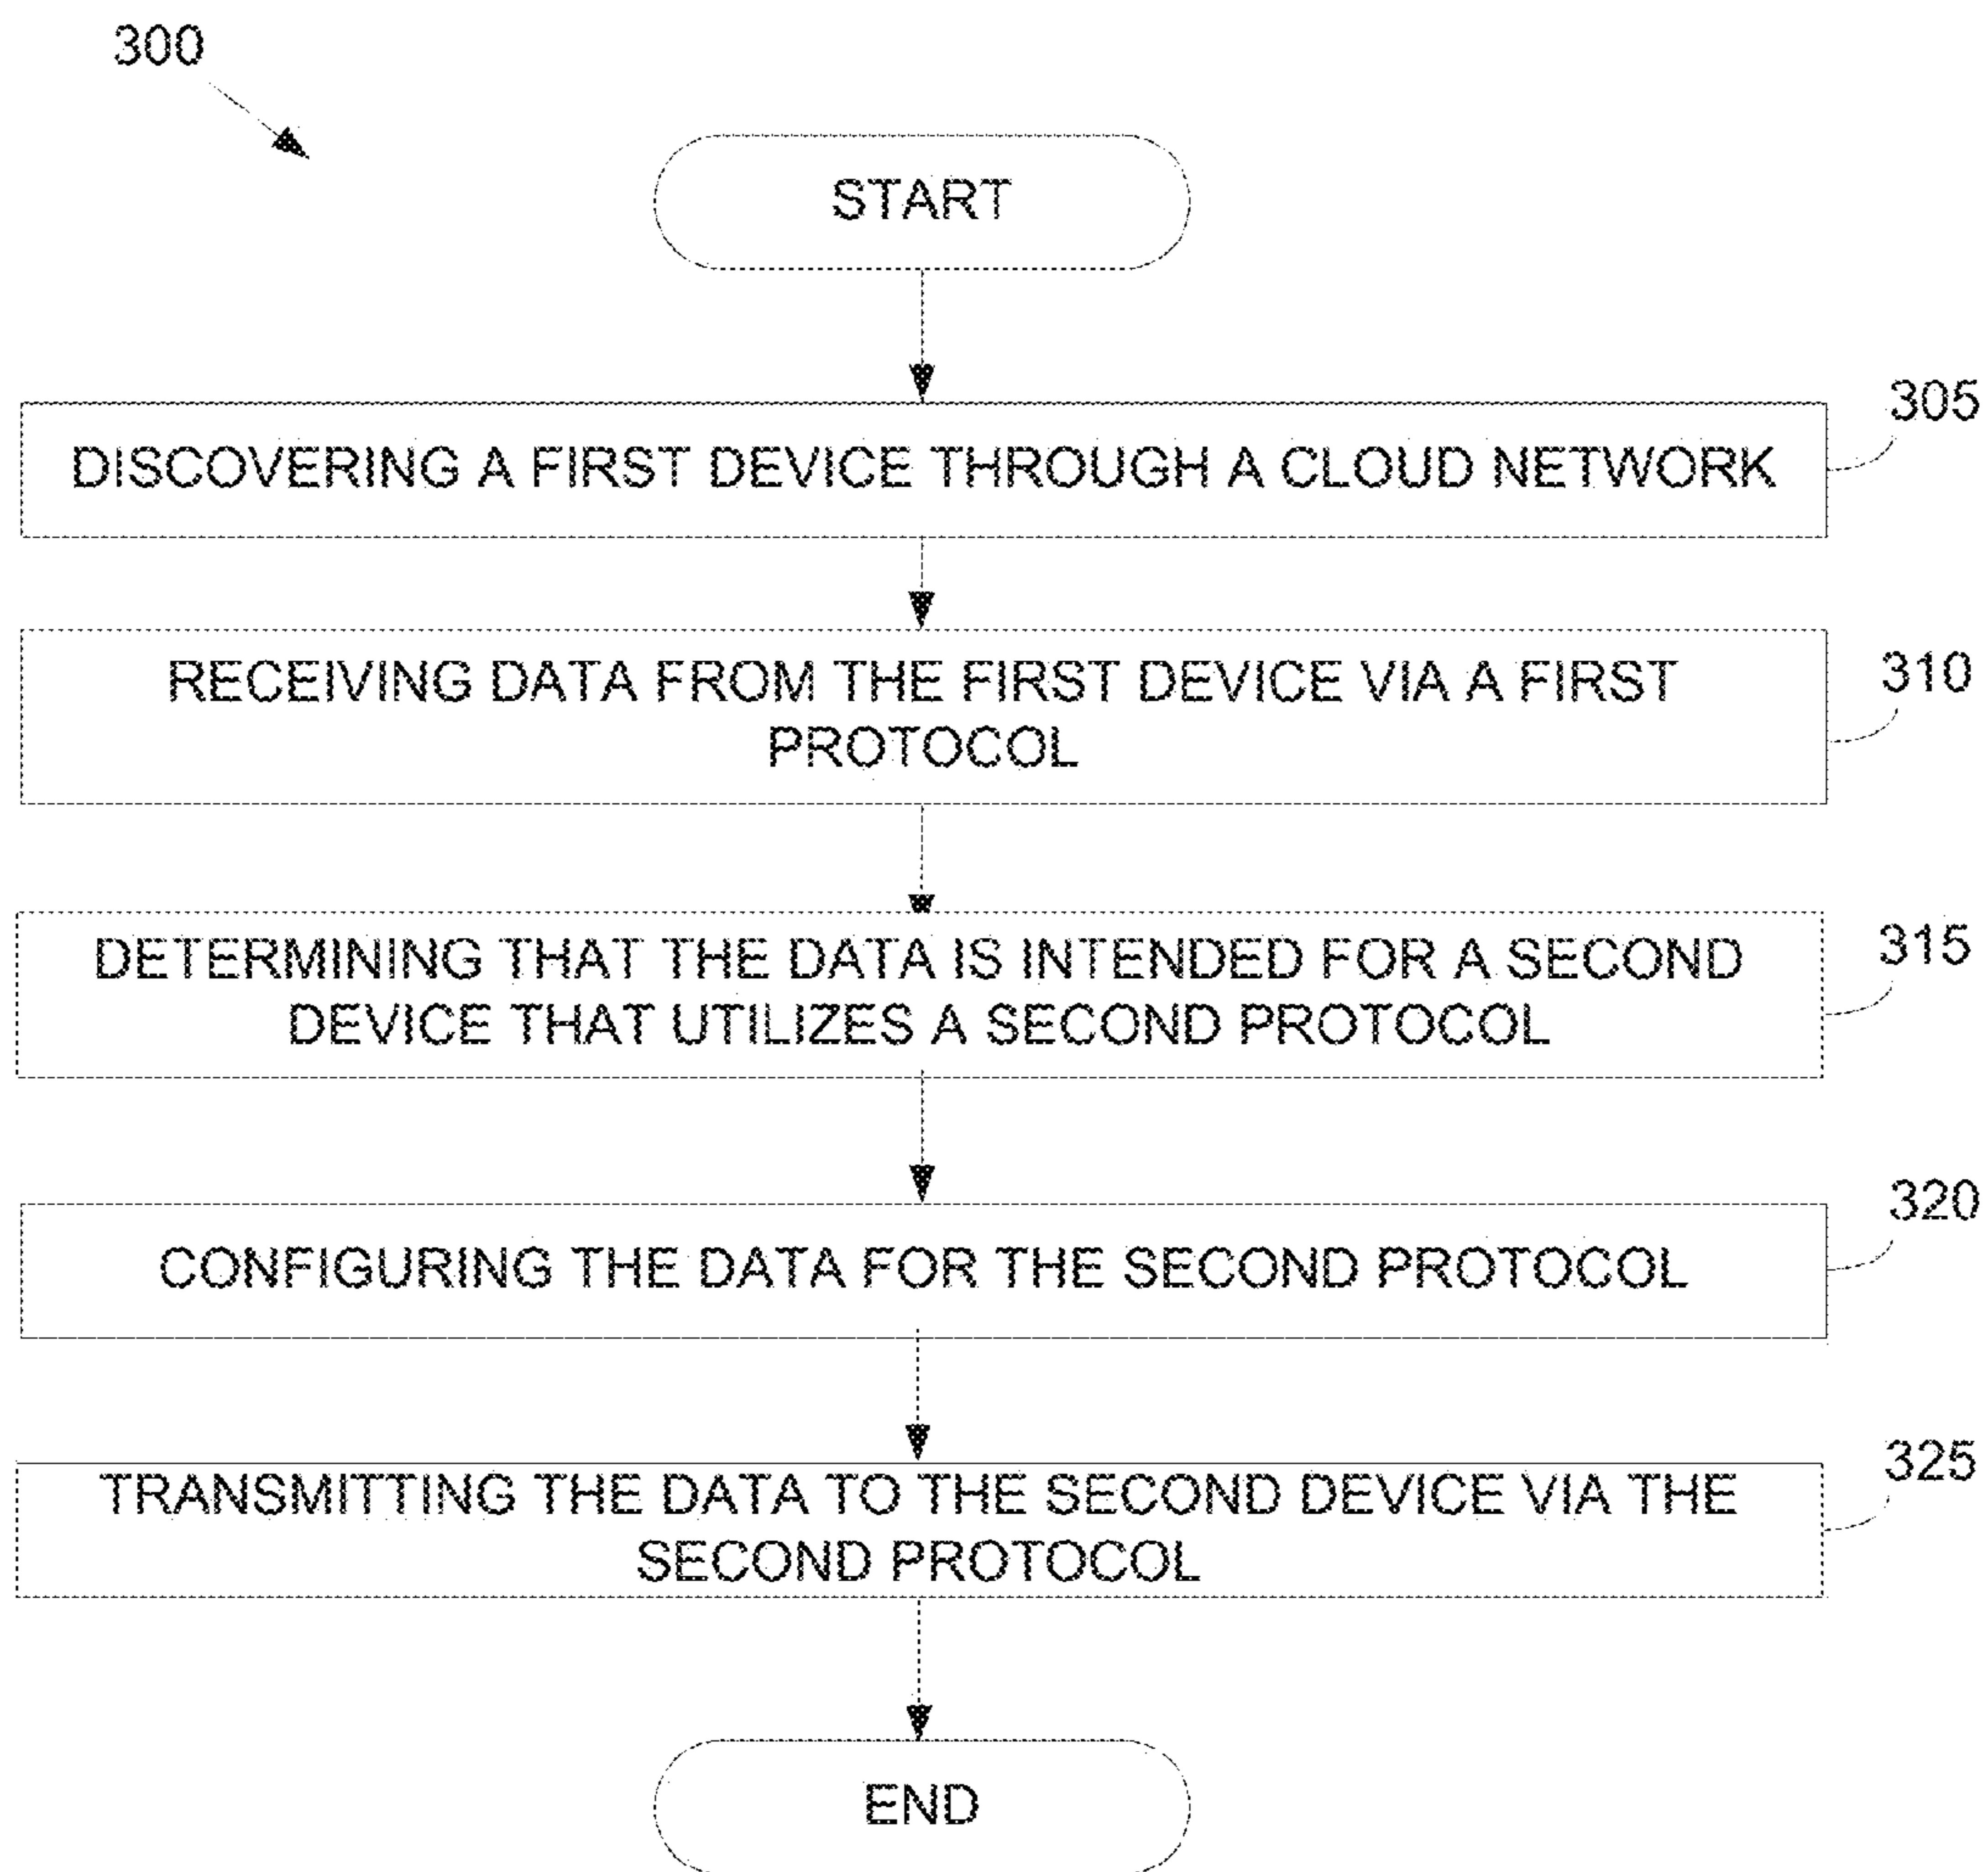 300
START
305
DISCOVERING A FIRST DEVICE THROUGH A CLOUD NETWORK
310
RECEIVING DATA FROM THE FIRST DEVICE VIA A FIRST
PROTOCOL
315
DETERMINING THAT THE DATA IS INTENDED FOR A SECOND
DEVICE THAT UTILIZES A SECOND PROTOCOL
320
CONFIGURING THE DATA FOR THE SECOND PROTOCOL
325
TRANSMITTING THE DATA TO THE SECOND DEVICE VIA THE
SECOND PROTOCOL
END